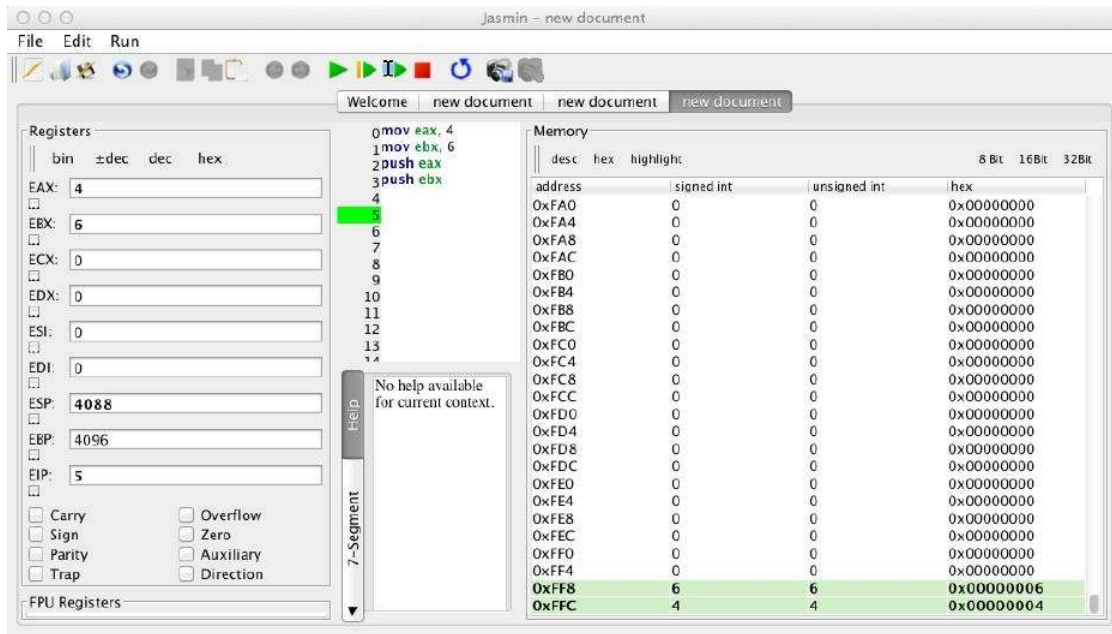 Jasmin – new document
File Edit Run
Welcome new document new document new document
Registers
bin ±dec dec hex
EAX: 4
EBX: 6
ECX: 0
EDX: 0
ESI: 0
EDI: 0
ESP: 4088
EBP: 4096
EIP: 5
Carry Overflow
Sign Zero
Parity Auxiliary
Trap Direction
FPU Registers
0 mov eax, 4
1 mov ebx, 6
2 push eax
3 push ebx
4
5
6
7
8
9
10
11
12
13
14
Help
7-Segment
No help available
for current context.
Memory
desc hex highlight 8 Bit 16Bit 32Bit
address signed int unsigned int hex
0xFA0 0 0 0x00000000
0xFA4 0 0 0x00000000
0xFA8 0 0 0x00000000
0xFAC 0 0 0x00000000
0xFB0 0 0 0x00000000
0xFB4 0 0 0x00000000
0xFB8 0 0 0x00000000
0xFBC 0 0 0x00000000
0xFC0 0 0 0x00000000
0xFC4 0 0 0x00000000
0xFC8 0 0 0x00000000
0xFCC 0 0 0x00000000
0xFD0 0 0 0x00000000
0xFD4 0 0 0x00000000
0xFD8 0 0 0x00000000
0xFDC 0 0 0x00000000
0xFE0 0 0 0x00000000
0xFE4 0 0 0x00000000
0xFE8 0 0 0x00000000
0xFEC 0 0 0x00000000
0xFF0 0 0 0x00000000
0xFF4 0 0 0x00000000
0xFF8 6 6 0x00000006
0xFFC 4 4 0x00000004